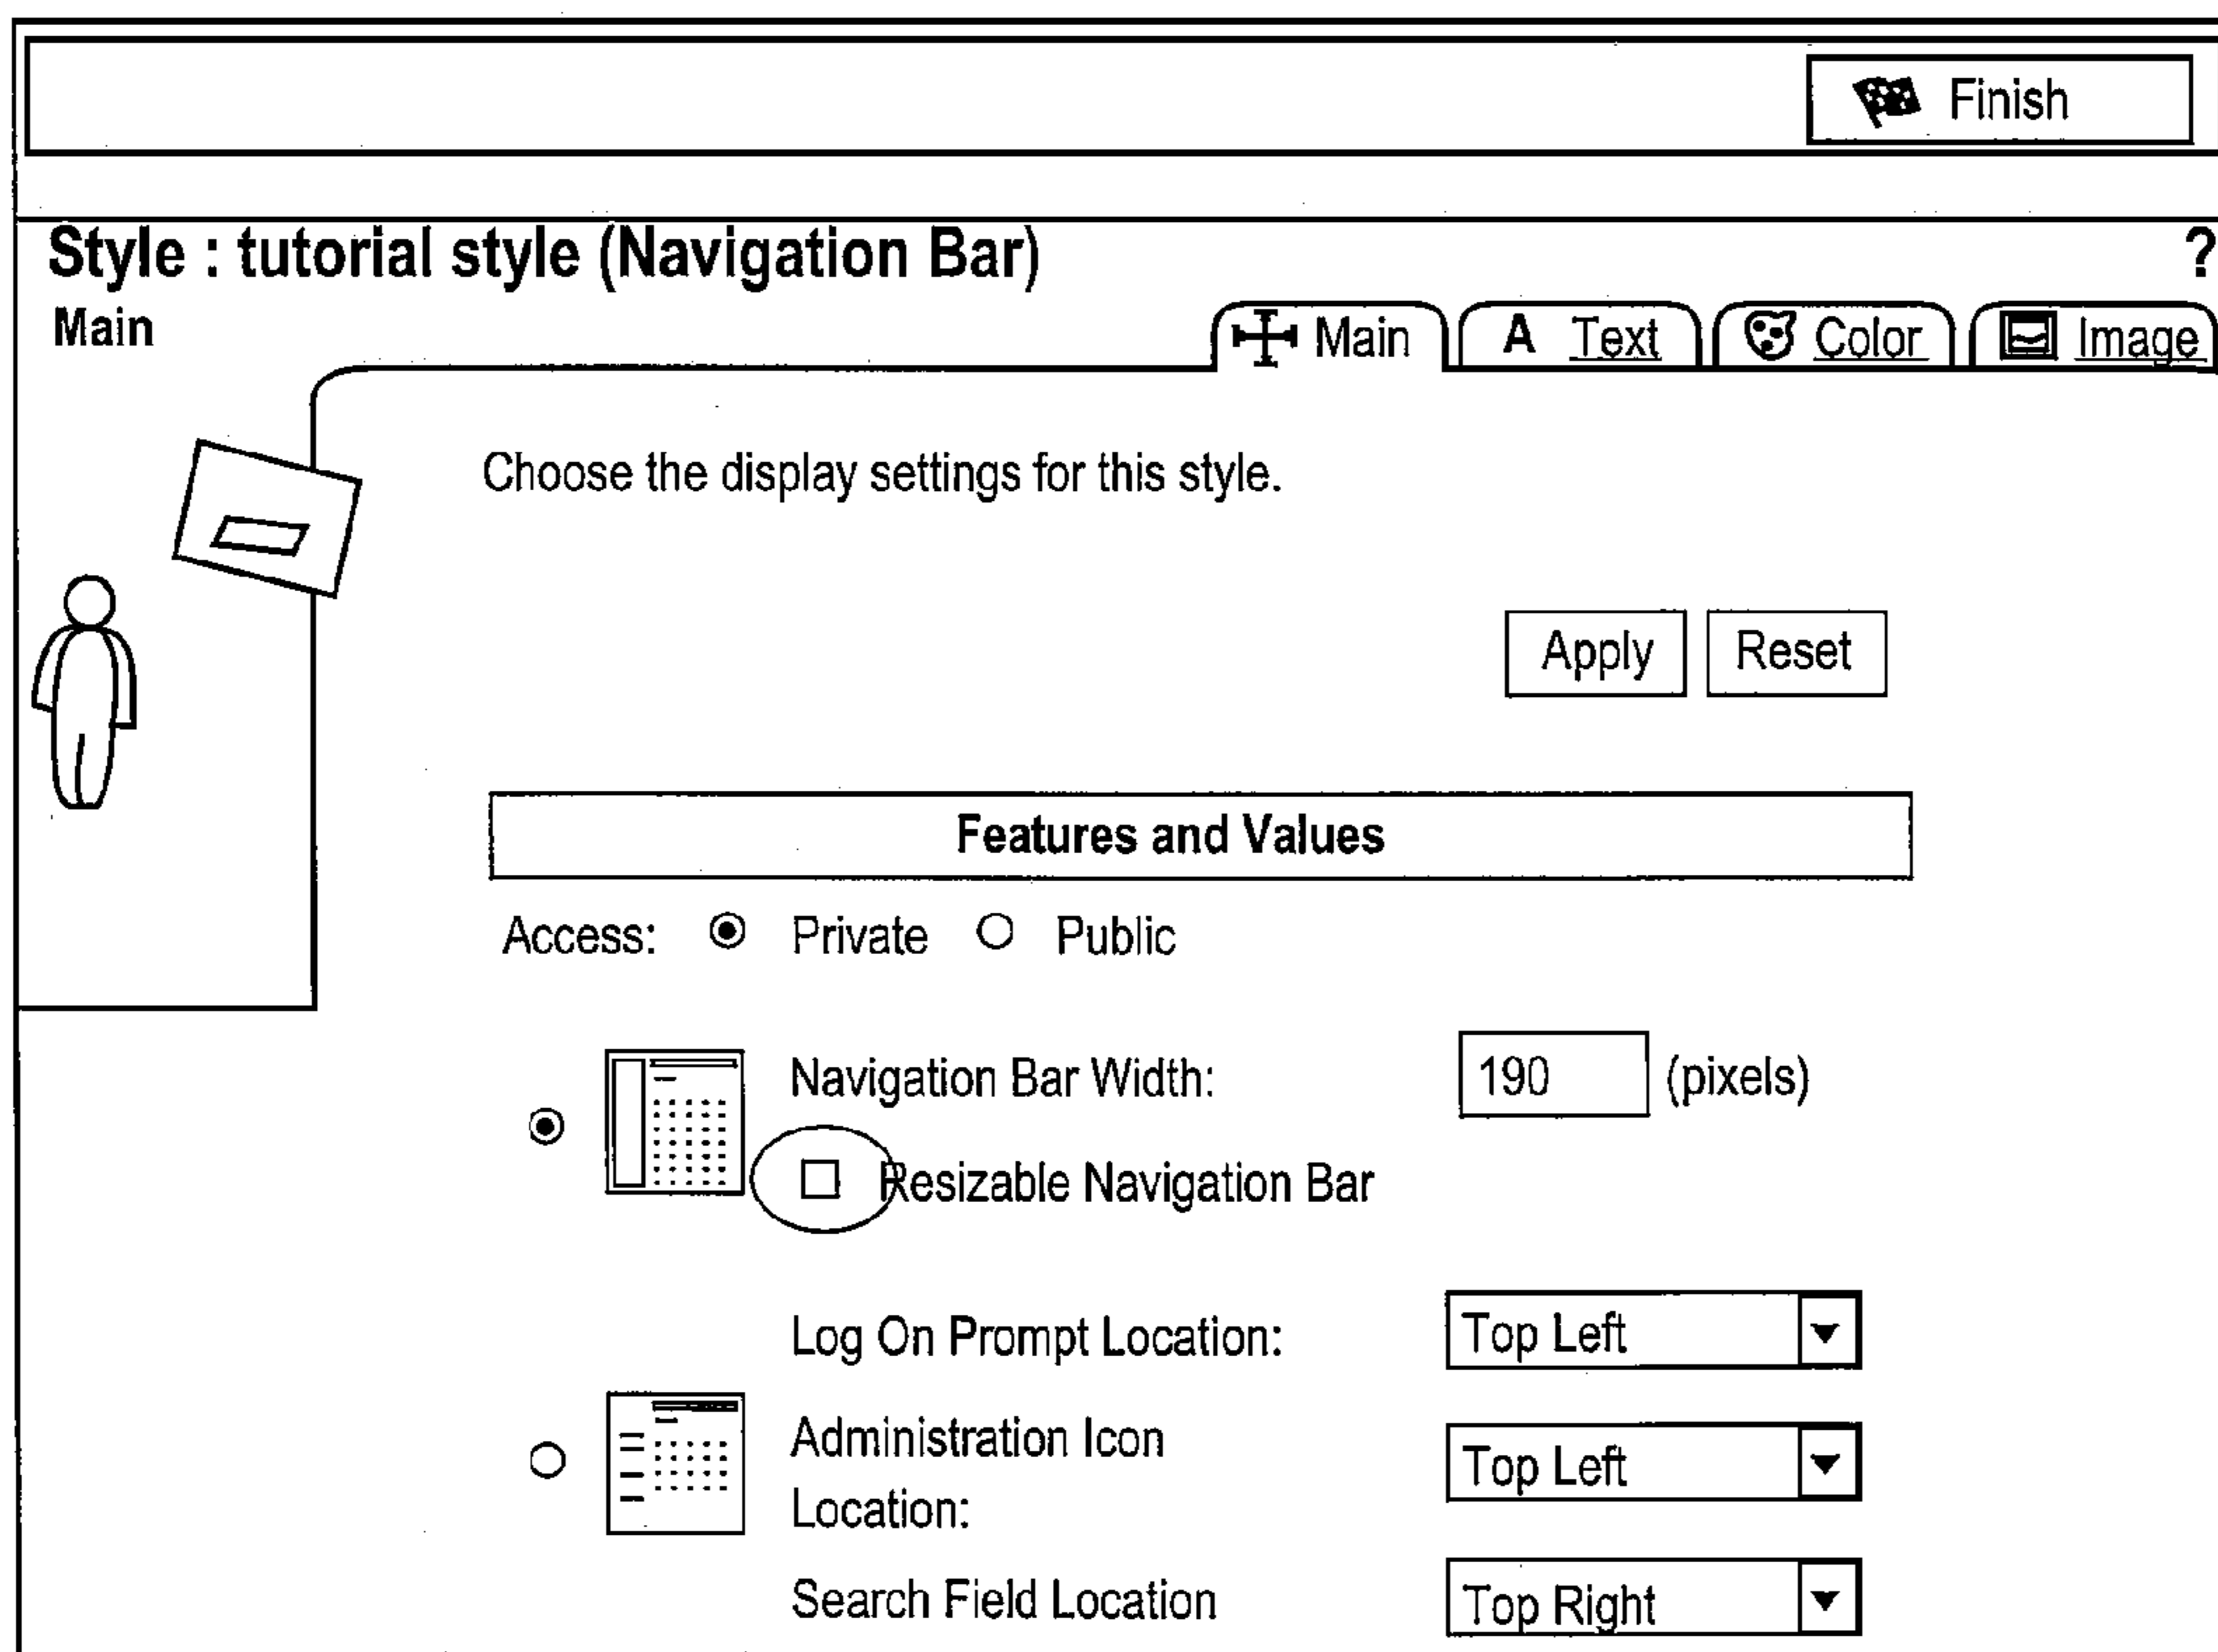 Finish
Style : tutorial style (Navigation Bar) ?
Main
Main A Text Color Image
Choose the display settings for this style.
Apply Reset
Features and Values
Access: Private Public
Navigation Bar Width: 190 (pixels)
Resizable Navigation Bar
Log On Prompt Location: Top Left
Administration Icon
Location: Top Left
Search Field Location Top Right